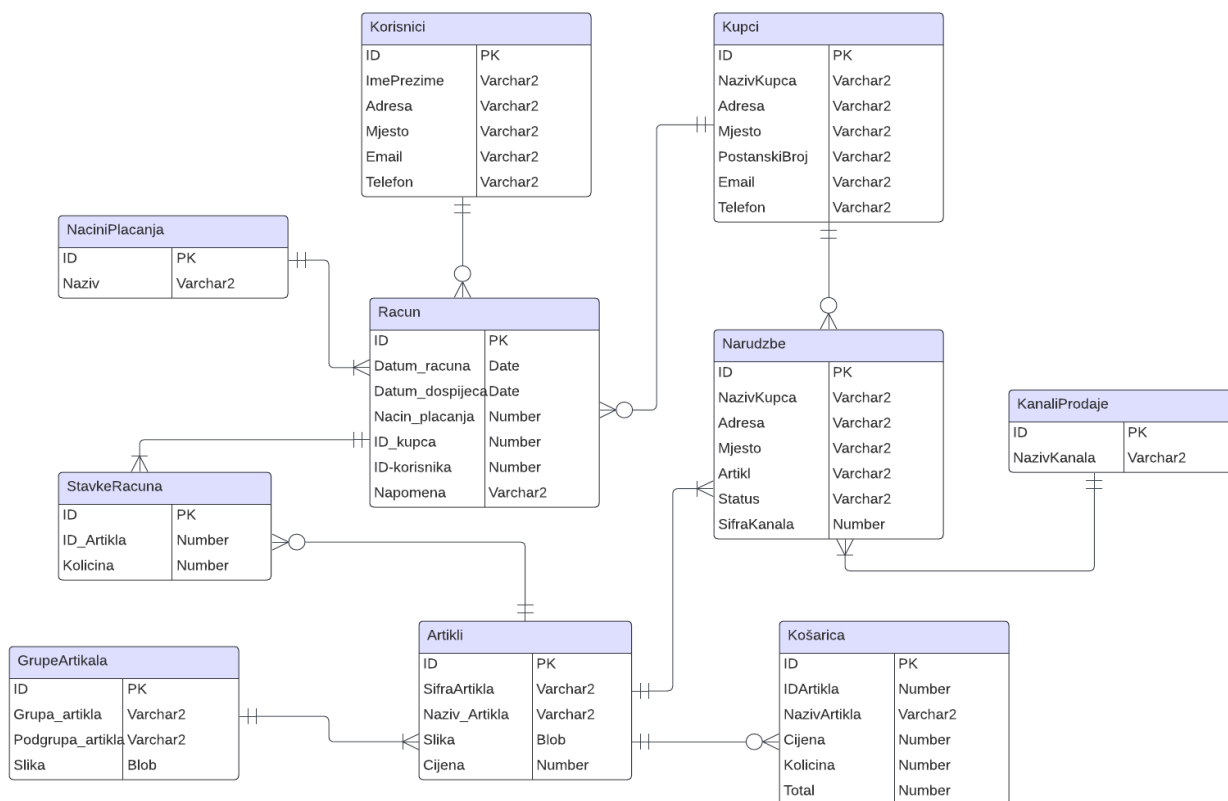 Korisnici
ID PK
ImePrezime Varchar2
Adresa Varchar2
Mjesto Varchar2
Email Varchar2
Telefon Varchar2
Kupci
ID PK
NazivKupca Varchar2
Adresa Varchar2
Mjesto Varchar2
PostanskiBroj Varchar2
Email Varchar2
Telefon Varchar2
NaciniPlacanja
ID PK
Naziv Varchar2
Racun
ID PK
Datum_racuna Date
Datum_dospijeca Date
Nacin_placanja Number
ID_kupca Number
ID-korisnika Number
Napomena Varchar2
Narudzbe
ID PK
NazivKupca Varchar2
Adresa Varchar2
Mjesto Varchar2
Artikl Varchar2
Status Varchar2
SifraKanala Number
KanaliProdaje
ID PK
NazivKanala Varchar2
StavkeRacuna
ID PK
ID_Artikla Number
Kolicina Number
GrupeArtikala
ID PK
Grupa_artikla Varchar2
Podgrupa_artikla Varchar2
Slika Blob
Artikli
ID PK
SifraArtikla Varchar2
Naziv_Artikla Varchar2
Slika Blob
Cijena Number
Košarica
ID PK
IDArtikla Number
NazivArtikla Varchar2
Cijena Number
Kolicina Number
Total Number